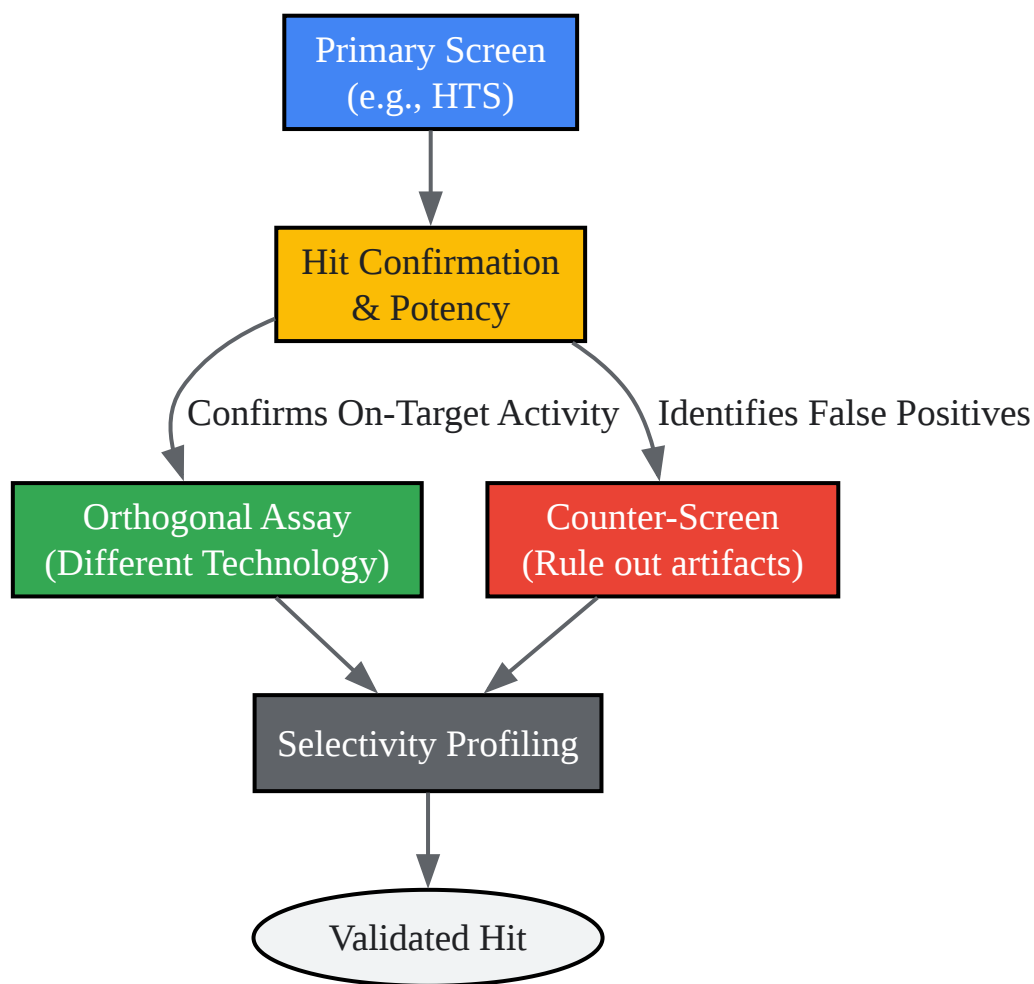 Primary Screen
(e.g., HTS)
Hit Confirmation
& Potency
Confirms On-Target Activity
Identifies False Positives
Orthogonal Assay
(Different Technology)
Counter-Screen
(Rule out artifacts)
Selectivity Profiling
Validated Hit